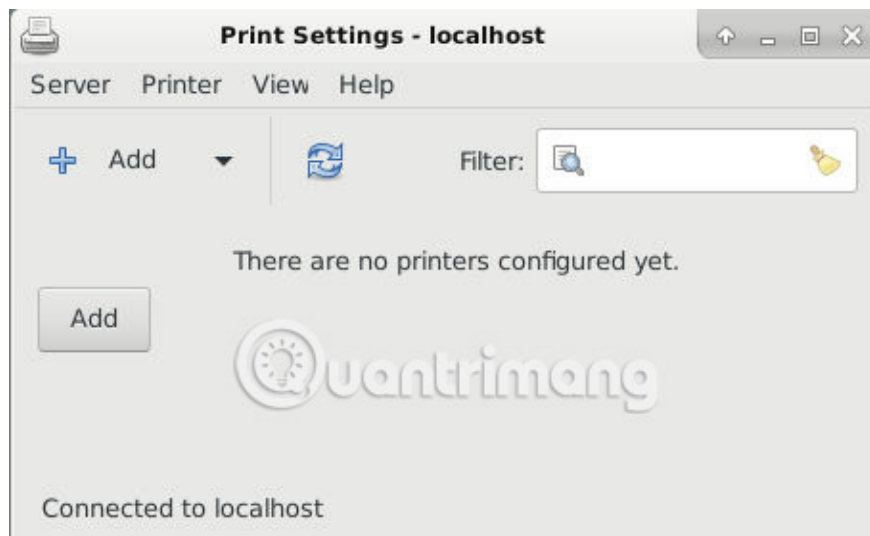 Print Settings - localhost
Server Printer View Help
Add
Filter:
There are no printers configured yet.
Add
Quantrimang
Connected to localhost